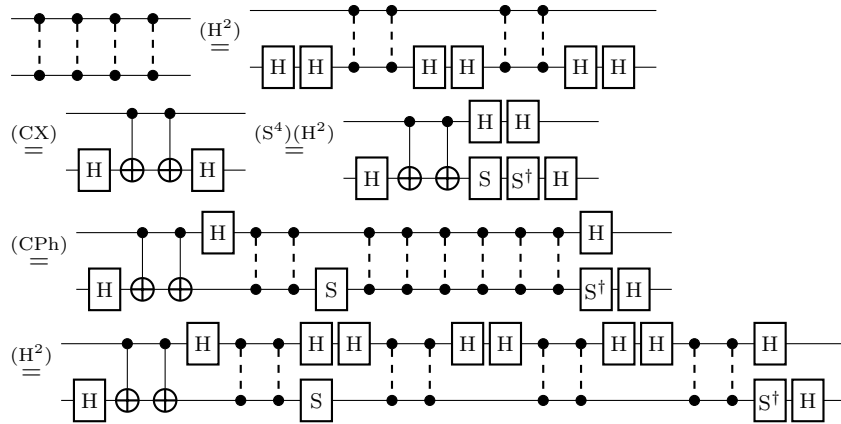 (H²)
=
H H H H H H
(CX)
=
H H
(S⁴)(H²)
=
H H
H S S† H
(CPh)
=
H H
H S S† H
(H²)
=
H H H H H H H H
H S S† H